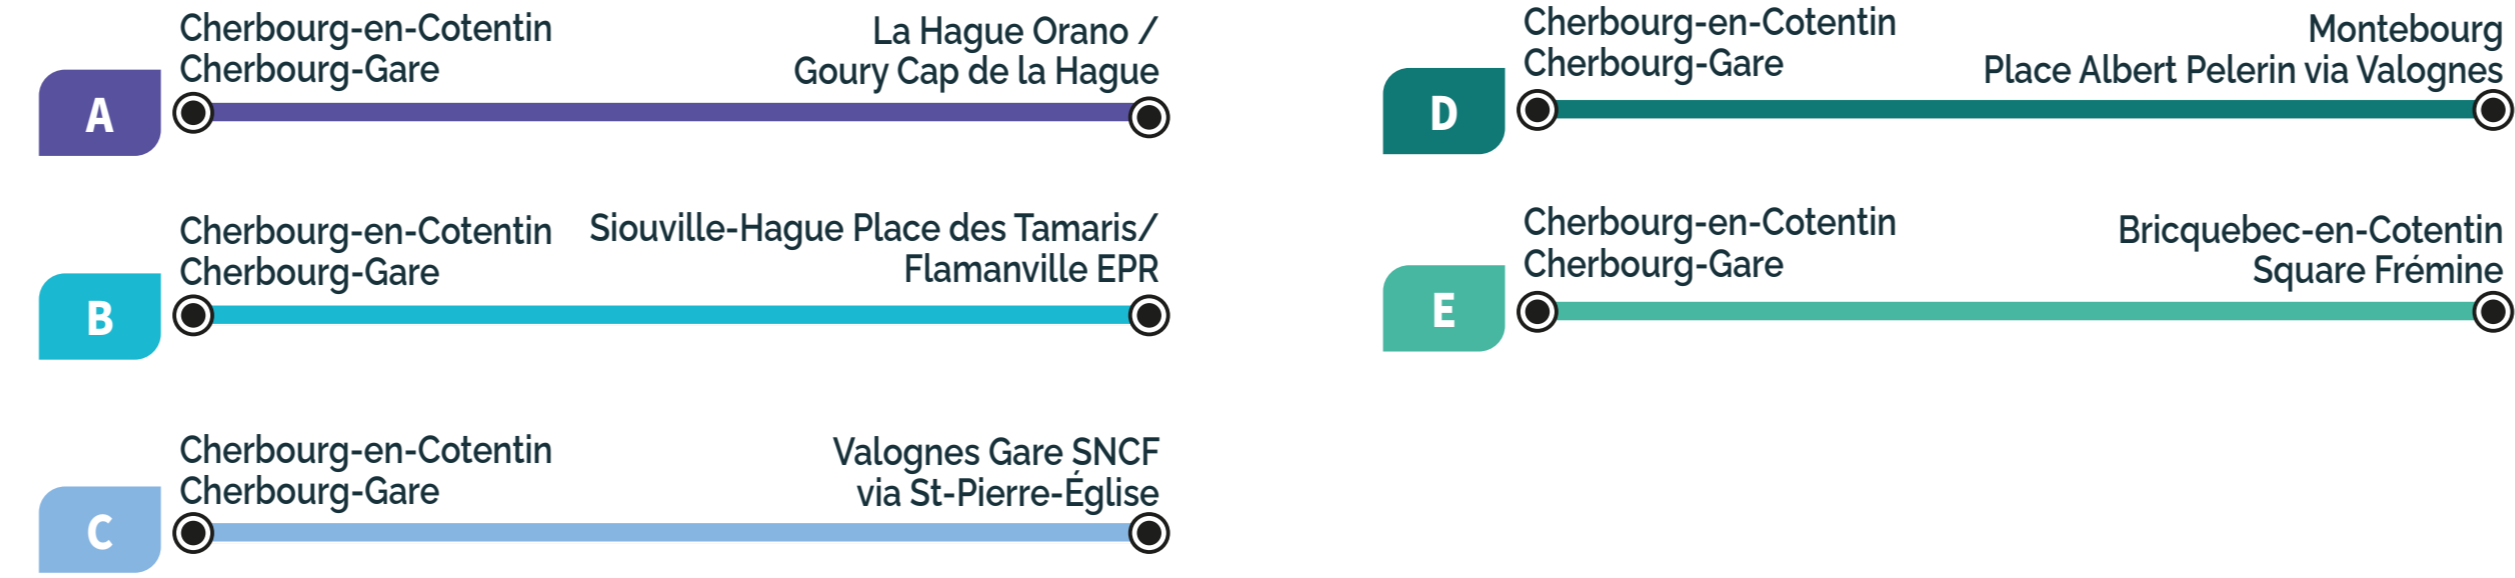 A
Cherbourg-en-Cotentin
Cherbourg-Gare
La Hague Orano /
Goury Cap de la Hague
B
Cherbourg-en-Cotentin
Cherbourg-Gare
Siouville-Hague Place des Tamaris/
Flamanville EPR
C
Cherbourg-en-Cotentin
Cherbourg-Gare
Valognes Gare SNCF
via St-Pierre-Église
D
Cherbourg-en-Cotentin
Cherbourg-Gare
Montebourg
Place Albert Pelerin via Valognes
E
Cherbourg-en-Cotentin
Cherbourg-Gare
Bricquebec-en-Cotentin
Square Frémine